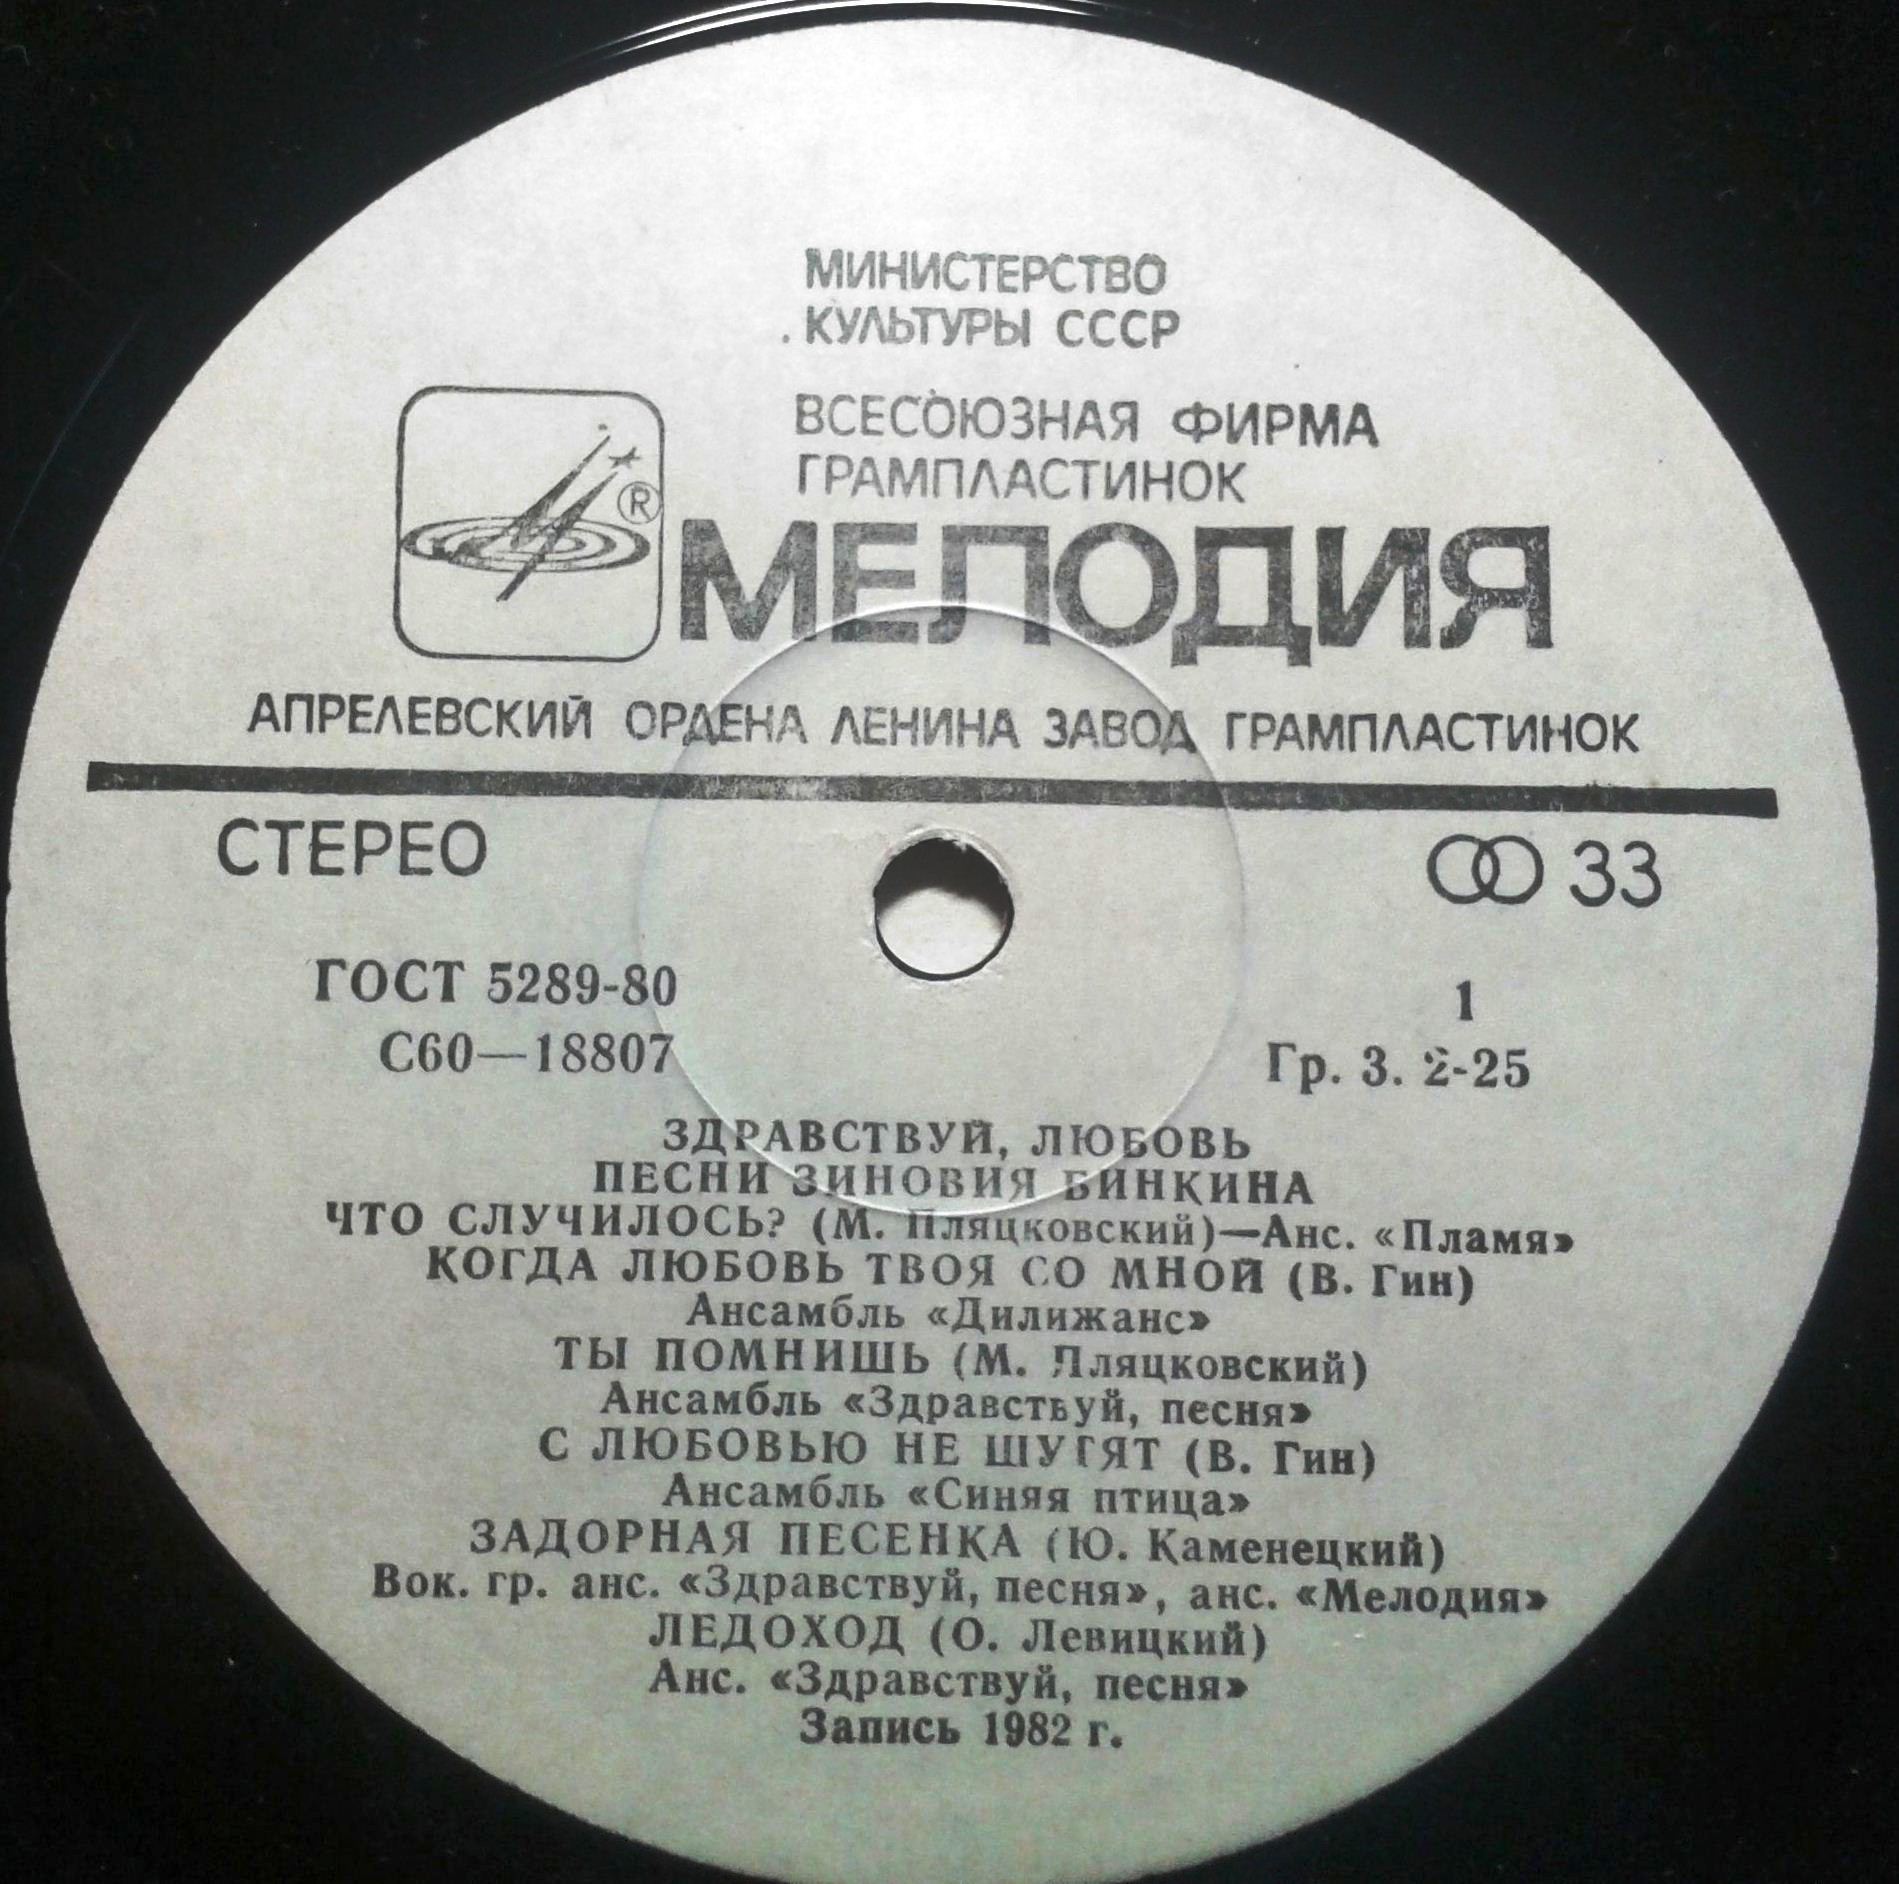 МИНИСТЕРСТВО
КУЛЬТУРЫ СССР
ВСЕСОЮЗНАЯ ФИРМА
ГРАМПЛАСТИНОК
®
МЕЛОДИЯ
АПРЕЛЕВСКИЙ ОРДЕНА ЛЕНИНА ЗАВОД ГРАМПЛАСТИНОК
СТЕРЕО
33
ГОСТ 5289-80
1
С60—18807
Гр. 3. 2-25
ЗДРАВСТВУЙ, ЛЮБОВЬ
ПЕСНИ ЗИНОВИЯ БИНКИНА
ЧТО СЛУЧИЛОСЬ? (М. Пляцковский)—Анс. «Пламя»
КОГДА ЛЮБОВЬ ТВОЯ СО МНОЙ (В. Гин)
Ансамбль «Дилижанс»
ТЫ ПОМНИШЬ (М. Пляцковский)
Ансамбль «Здравствуй, песня»
С ЛЮБОВЬЮ НЕ ШУТЯТ (В. Гин)
Ансамбль «Синяя птица»
ЗАДОРНАЯ ПЕСЕНКА (Ю. Каменецкий)
Вок. гр. анс. «Здравствуй, песня», анс. «Мелодия»
ЛЕДОХОД (О. Левицкий)
Анс. «Здравствуй, песня»
Запись 1982 г.